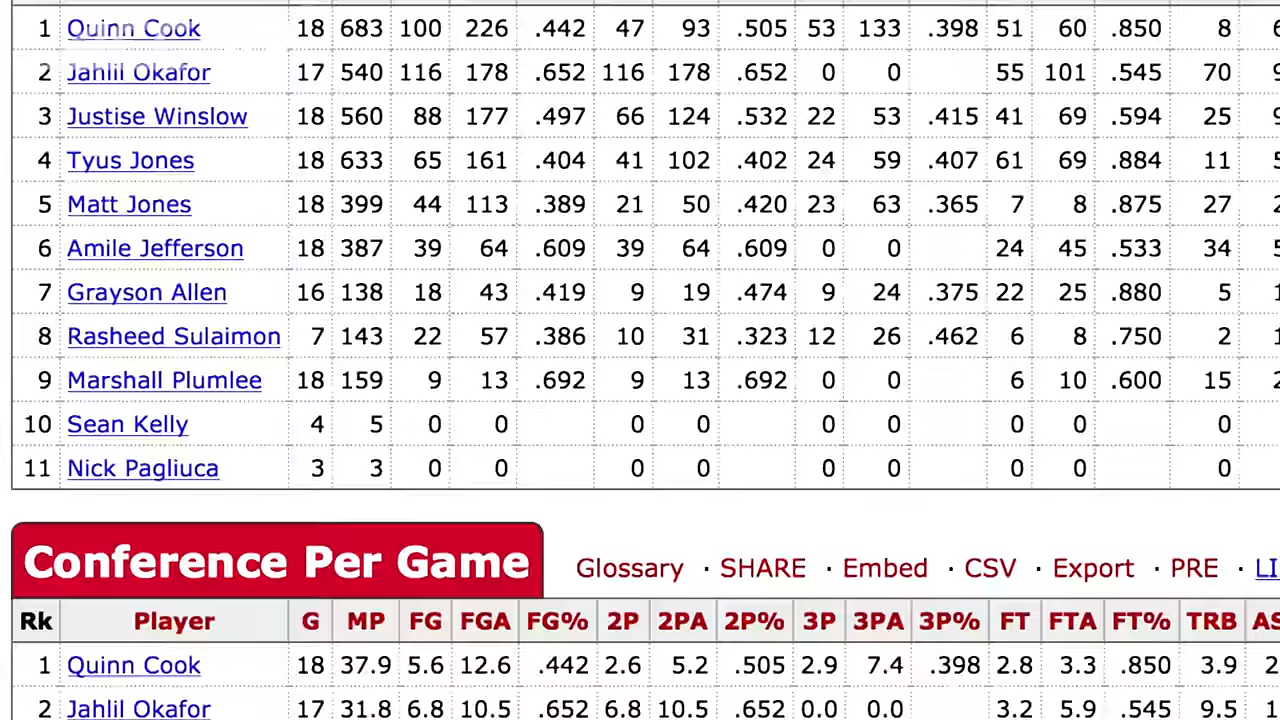 1 Quinn Cook 18 683 100 226 .442 47 93 .505 53 133 .398 51 60 .850 8
2 Jahlil Okafor 17 540 116 178 .652 116 178 .652 0 0 55 101 .545 70
3 Justise Winslow 18 560 88 177 .497 66 124 .532 22 53 .415 41 69 .594 25
4 Tyus Jones 18 633 65 161 .404 41 102 .402 24 59 .407 61 69 .884 11
5 Matt Jones 18 399 44 113 .389 21 50 .420 23 63 .365 7 8 .875 27
6 Amile Jefferson 18 387 39 64 .609 39 64 .609 0 0 24 45 .533 34
7 Grayson Allen 16 138 18 43 .419 9 19 .474 9 24 .375 22 25 .880 5
8 Rasheed Sulaimon 7 143 22 57 .386 10 31 .323 12 26 .462 6 8 .750 2
9 Marshall Plumlee 18 159 9 13 .692 9 13 .692 0 0 6 10 .600 15
10 Sean Kelly 4 5 0 0 0 0 0 0 0 0 0
11 Nick Pagliuca 3 3 0 0 0 0 0 0 0 0 0
Conference Per Game Glossary · SHARE · Embed · CSV · Export · PRE · LI
Rk Player G MP FG FGA FG% 2P 2PA 2P% 3P 3PA 3P% FT FTA FT% TRB AS
1 Quinn Cook 18 37.9 5.6 12.6 .442 2.6 5.2 .505 2.9 7.4 .398 2.8 3.3 .850 3.9 2
2 Jahlil Okafor 17 31.8 6.8 10.5 .652 6.8 10.5 .652 0.0 0.0 3.2 5.9 .545 9.5 1